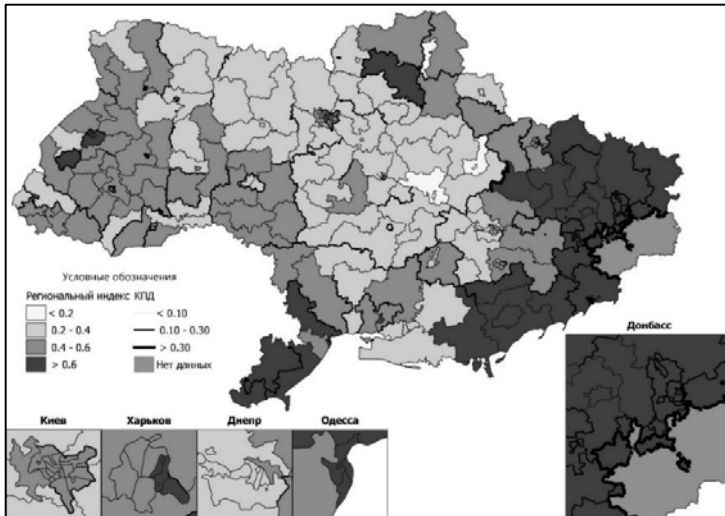 Условные обозначения
Региональный индекс КПД
< 0.2 < 0.10
0.2 - 0.4 0.10 - 0.30
0.4 - 0.6 > 0.30
> 0.6 Нет данных
Донбасс
Киев Харьков Днепр Одесса